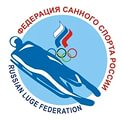 ФЕДЕРАЦИЯ САННОГО СПОРТА РОССИИ
RUSSIAN LUGE FEDERATION